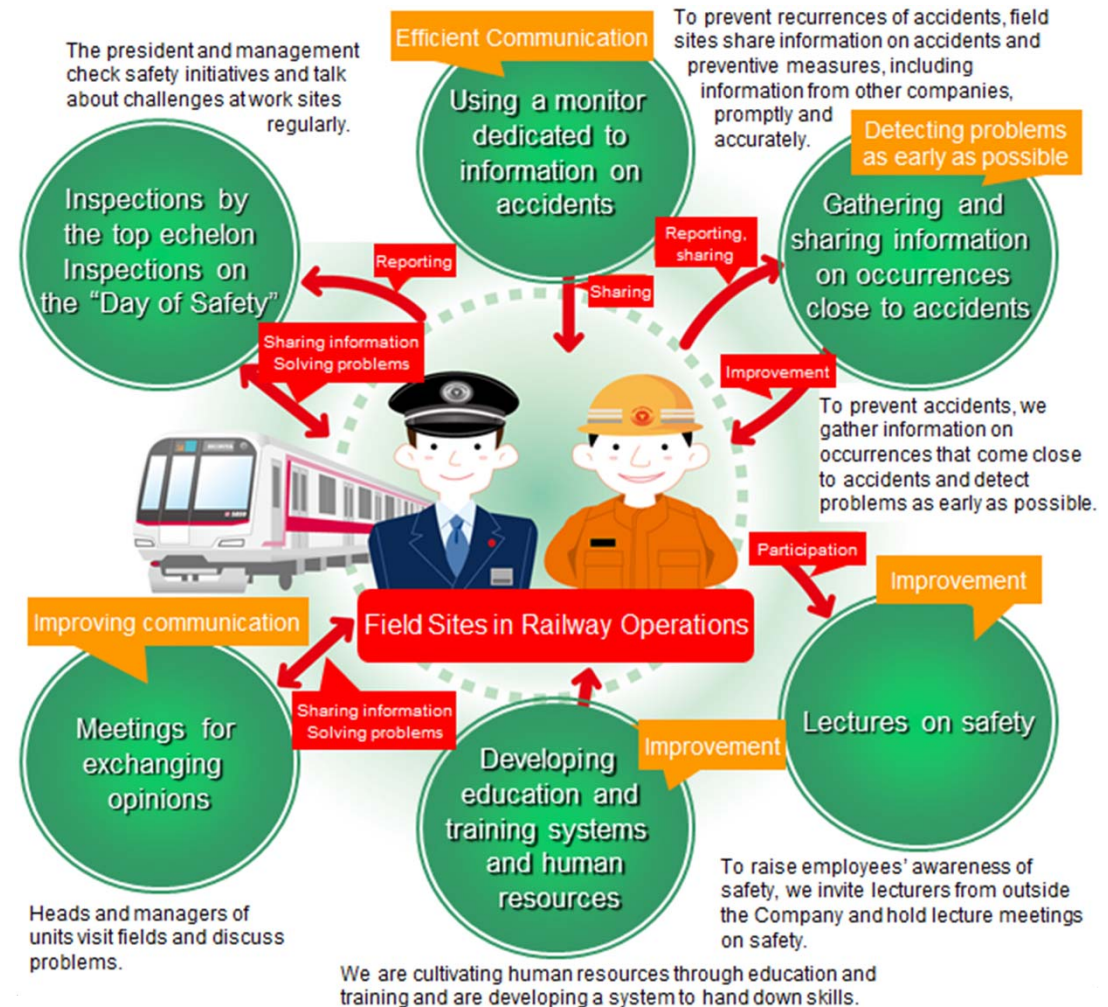 The president and management
check safety initiatives and talk
about challenges at work sites
regularly.
Efficient Communication
Using a monitor
dedicated to
information on
accidents
To prevent recurrences of accidents, field
sites share information on accidents and
preventive measures, including
information from other companies,
promptly and
accurately.
Detecting problems
as early as possible
Gathering and
sharing information
on occurrences
close to accidents
Inspections by
the top echelon
Inspections on
the “Day of Safety”
Reporting
Sharing
Reporting,
sharing
Sharing information
Solving problems
Improvement
To prevent accidents, we
gather information on
occurrences that come close
to accidents and detect
problems as early as possible.
Participation
Improvement
Lectures on safety
To raise employees’ awareness of
safety, we invite lecturers from outside
the Company and hold lecture meetings
on safety.
Field Sites in Railway Operations
Improving communication
Meetings for
exchanging
opinions
Sharing information
Solving problems
Heads and managers of
units visit fields and discuss
problems.
Improvement
Developing
education and
training systems
and human
resources
We are cultivating human resources through education and
training and are developing a system to hand down skills.